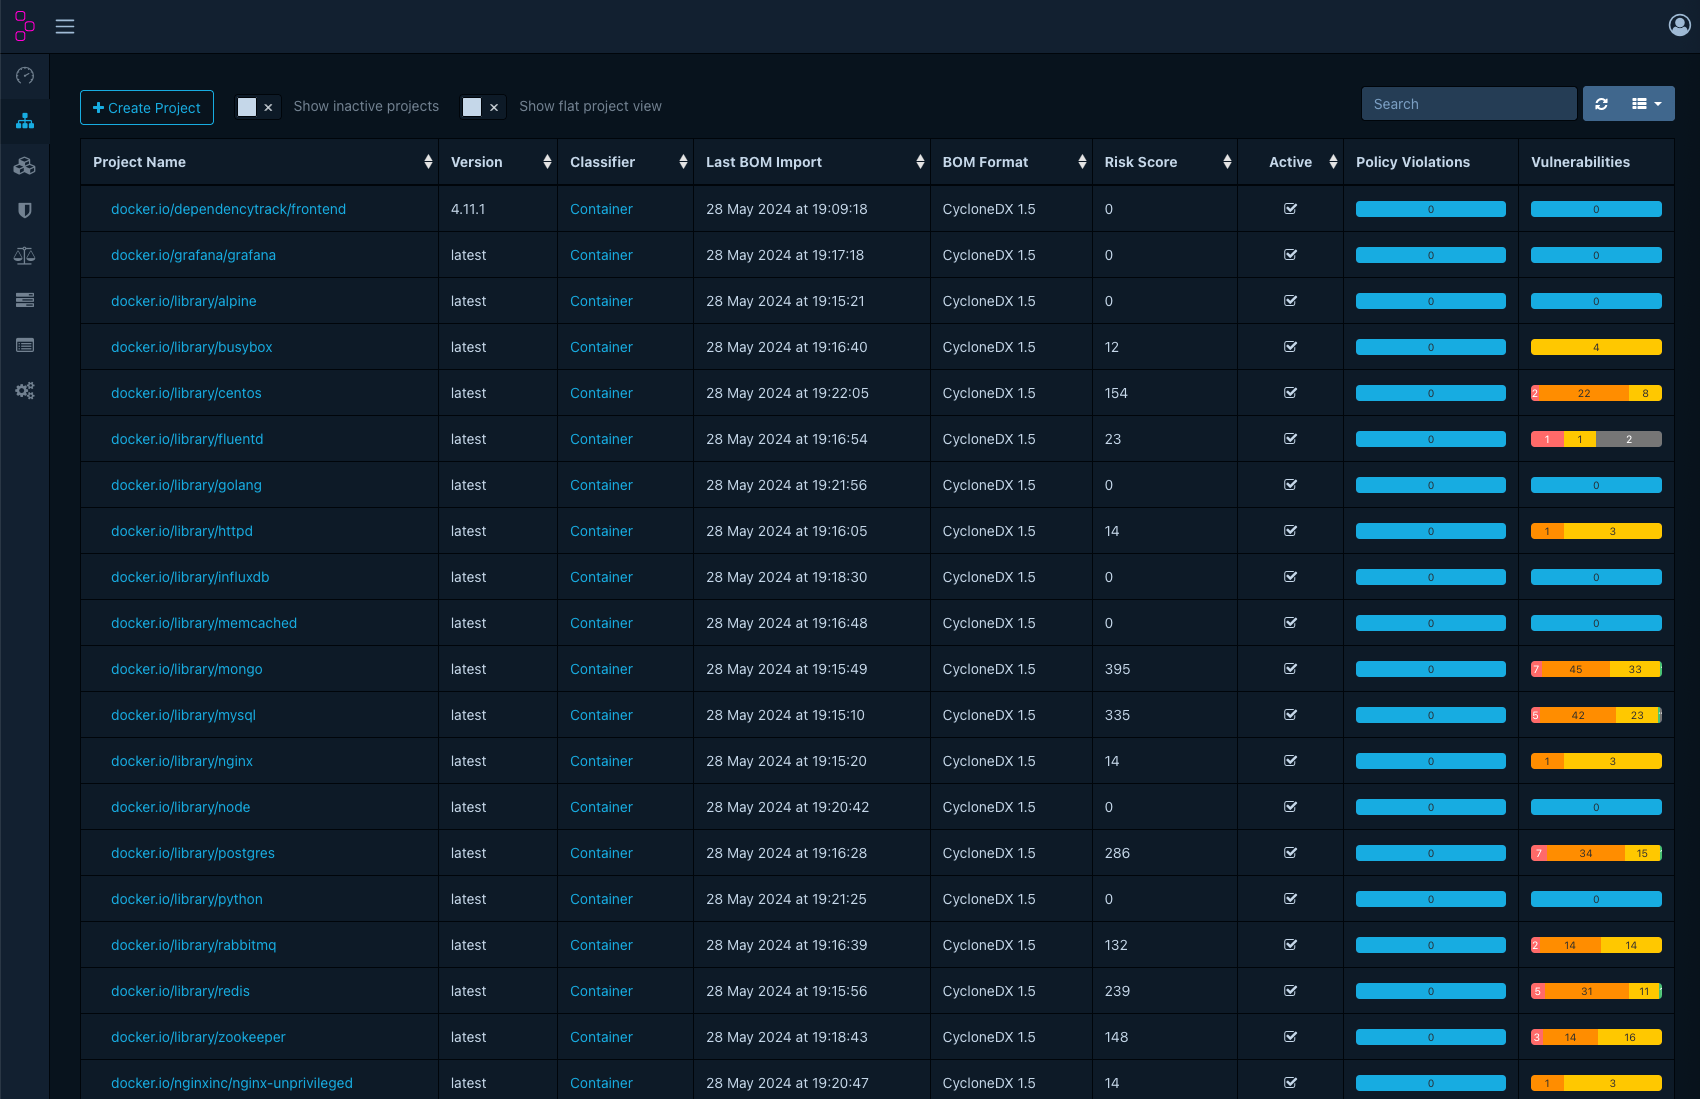 Create Project Show inactive projects Show flat project view Search
Project Name Version Classifier Last BOM Import BOM Format Risk Score Active Policy Violations Vulnerabilities
docker.io/dependencytrack/frontend 4.11.1 Container 28 May 2024 at 19:09:18 CycloneDX 1.5 0 0 0
docker.io/grafana/grafana latest Container 28 May 2024 at 19:17:18 CycloneDX 1.5 0 0 0
docker.io/library/alpine latest Container 28 May 2024 at 19:15:21 CycloneDX 1.5 0 0 0
docker.io/library/busybox latest Container 28 May 2024 at 19:16:40 CycloneDX 1.5 12 0 4
docker.io/library/centos latest Container 28 May 2024 at 19:22:05 CycloneDX 1.5 154 0 2 22 8
docker.io/library/fluentd latest Container 28 May 2024 at 19:16:54 CycloneDX 1.5 23 0 1 1 2
docker.io/library/golang latest Container 28 May 2024 at 19:21:56 CycloneDX 1.5 0 0 0
docker.io/library/httpd latest Container 28 May 2024 at 19:16:05 CycloneDX 1.5 14 0 1 3
docker.io/library/influxdb latest Container 28 May 2024 at 19:18:30 CycloneDX 1.5 0 0 0
docker.io/library/memcached latest Container 28 May 2024 at 19:16:48 CycloneDX 1.5 0 0 0
docker.io/library/mongo latest Container 28 May 2024 at 19:15:49 CycloneDX 1.5 395 0 7 45 33
docker.io/library/mysql latest Container 28 May 2024 at 19:15:10 CycloneDX 1.5 335 0 5 42 23
docker.io/library/nginx latest Container 28 May 2024 at 19:15:20 CycloneDX 1.5 14 0 1 3
docker.io/library/node latest Container 28 May 2024 at 19:20:42 CycloneDX 1.5 0 0 0
docker.io/library/postgres latest Container 28 May 2024 at 19:16:28 CycloneDX 1.5 286 0 7 34 15
docker.io/library/python latest Container 28 May 2024 at 19:21:25 CycloneDX 1.5 0 0 0
docker.io/library/rabbitmq latest Container 28 May 2024 at 19:16:39 CycloneDX 1.5 132 0 2 14 14
docker.io/library/redis latest Container 28 May 2024 at 19:15:56 CycloneDX 1.5 239 0 5 31 11
docker.io/library/zookeeper latest Container 28 May 2024 at 19:18:43 CycloneDX 1.5 148 0 3 14 16
docker.io/nginxinc/nginx-unprivileged latest Container 28 May 2024 at 19:20:47 CycloneDX 1.5 14 0 1 3